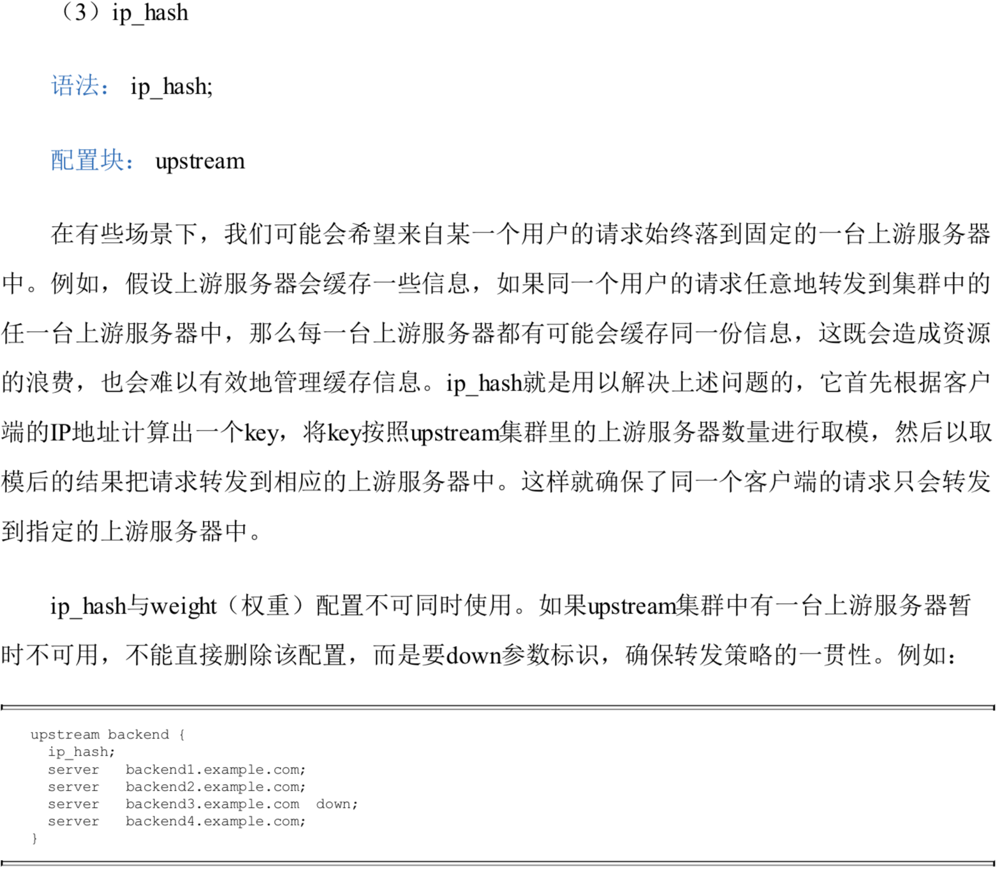 （3）ip_hash
语法： ip_hash;
配置块： upstream
在有些场景下，我们可能会希望来自某一个用户的请求始终落到固定的一台上游服务器
中。例如，假设上游服务器会缓存一些信息，如果同一个用户的请求任意地转发到集群中的
任一台上游服务器中，那么每一台上游服务器都有可能会缓存同一份信息，这既会造成资源
的浪费，也会难以有效地管理缓存信息。ip_hash就是用以解决上述问题的，它首先根据客户
端的IP地址计算出一个key，将key按照upstream集群里的上游服务器数量进行取模，然后以取
模后的结果把请求转发到相应的上游服务器中。这样就确保了同一个客户端的请求只会转发
到指定的上游服务器中。
ip_hash与weight（权重）配置不可同时使用。如果upstream集群中有一台上游服务器暂
时不可用，不能直接删除该配置，而是要down参数标识，确保转发策略的一贯性。例如：
upstream backend {
  ip_hash;
  server   backend1.example.com;
  server   backend2.example.com;
  server   backend3.example.com  down;
  server   backend4.example.com;
}